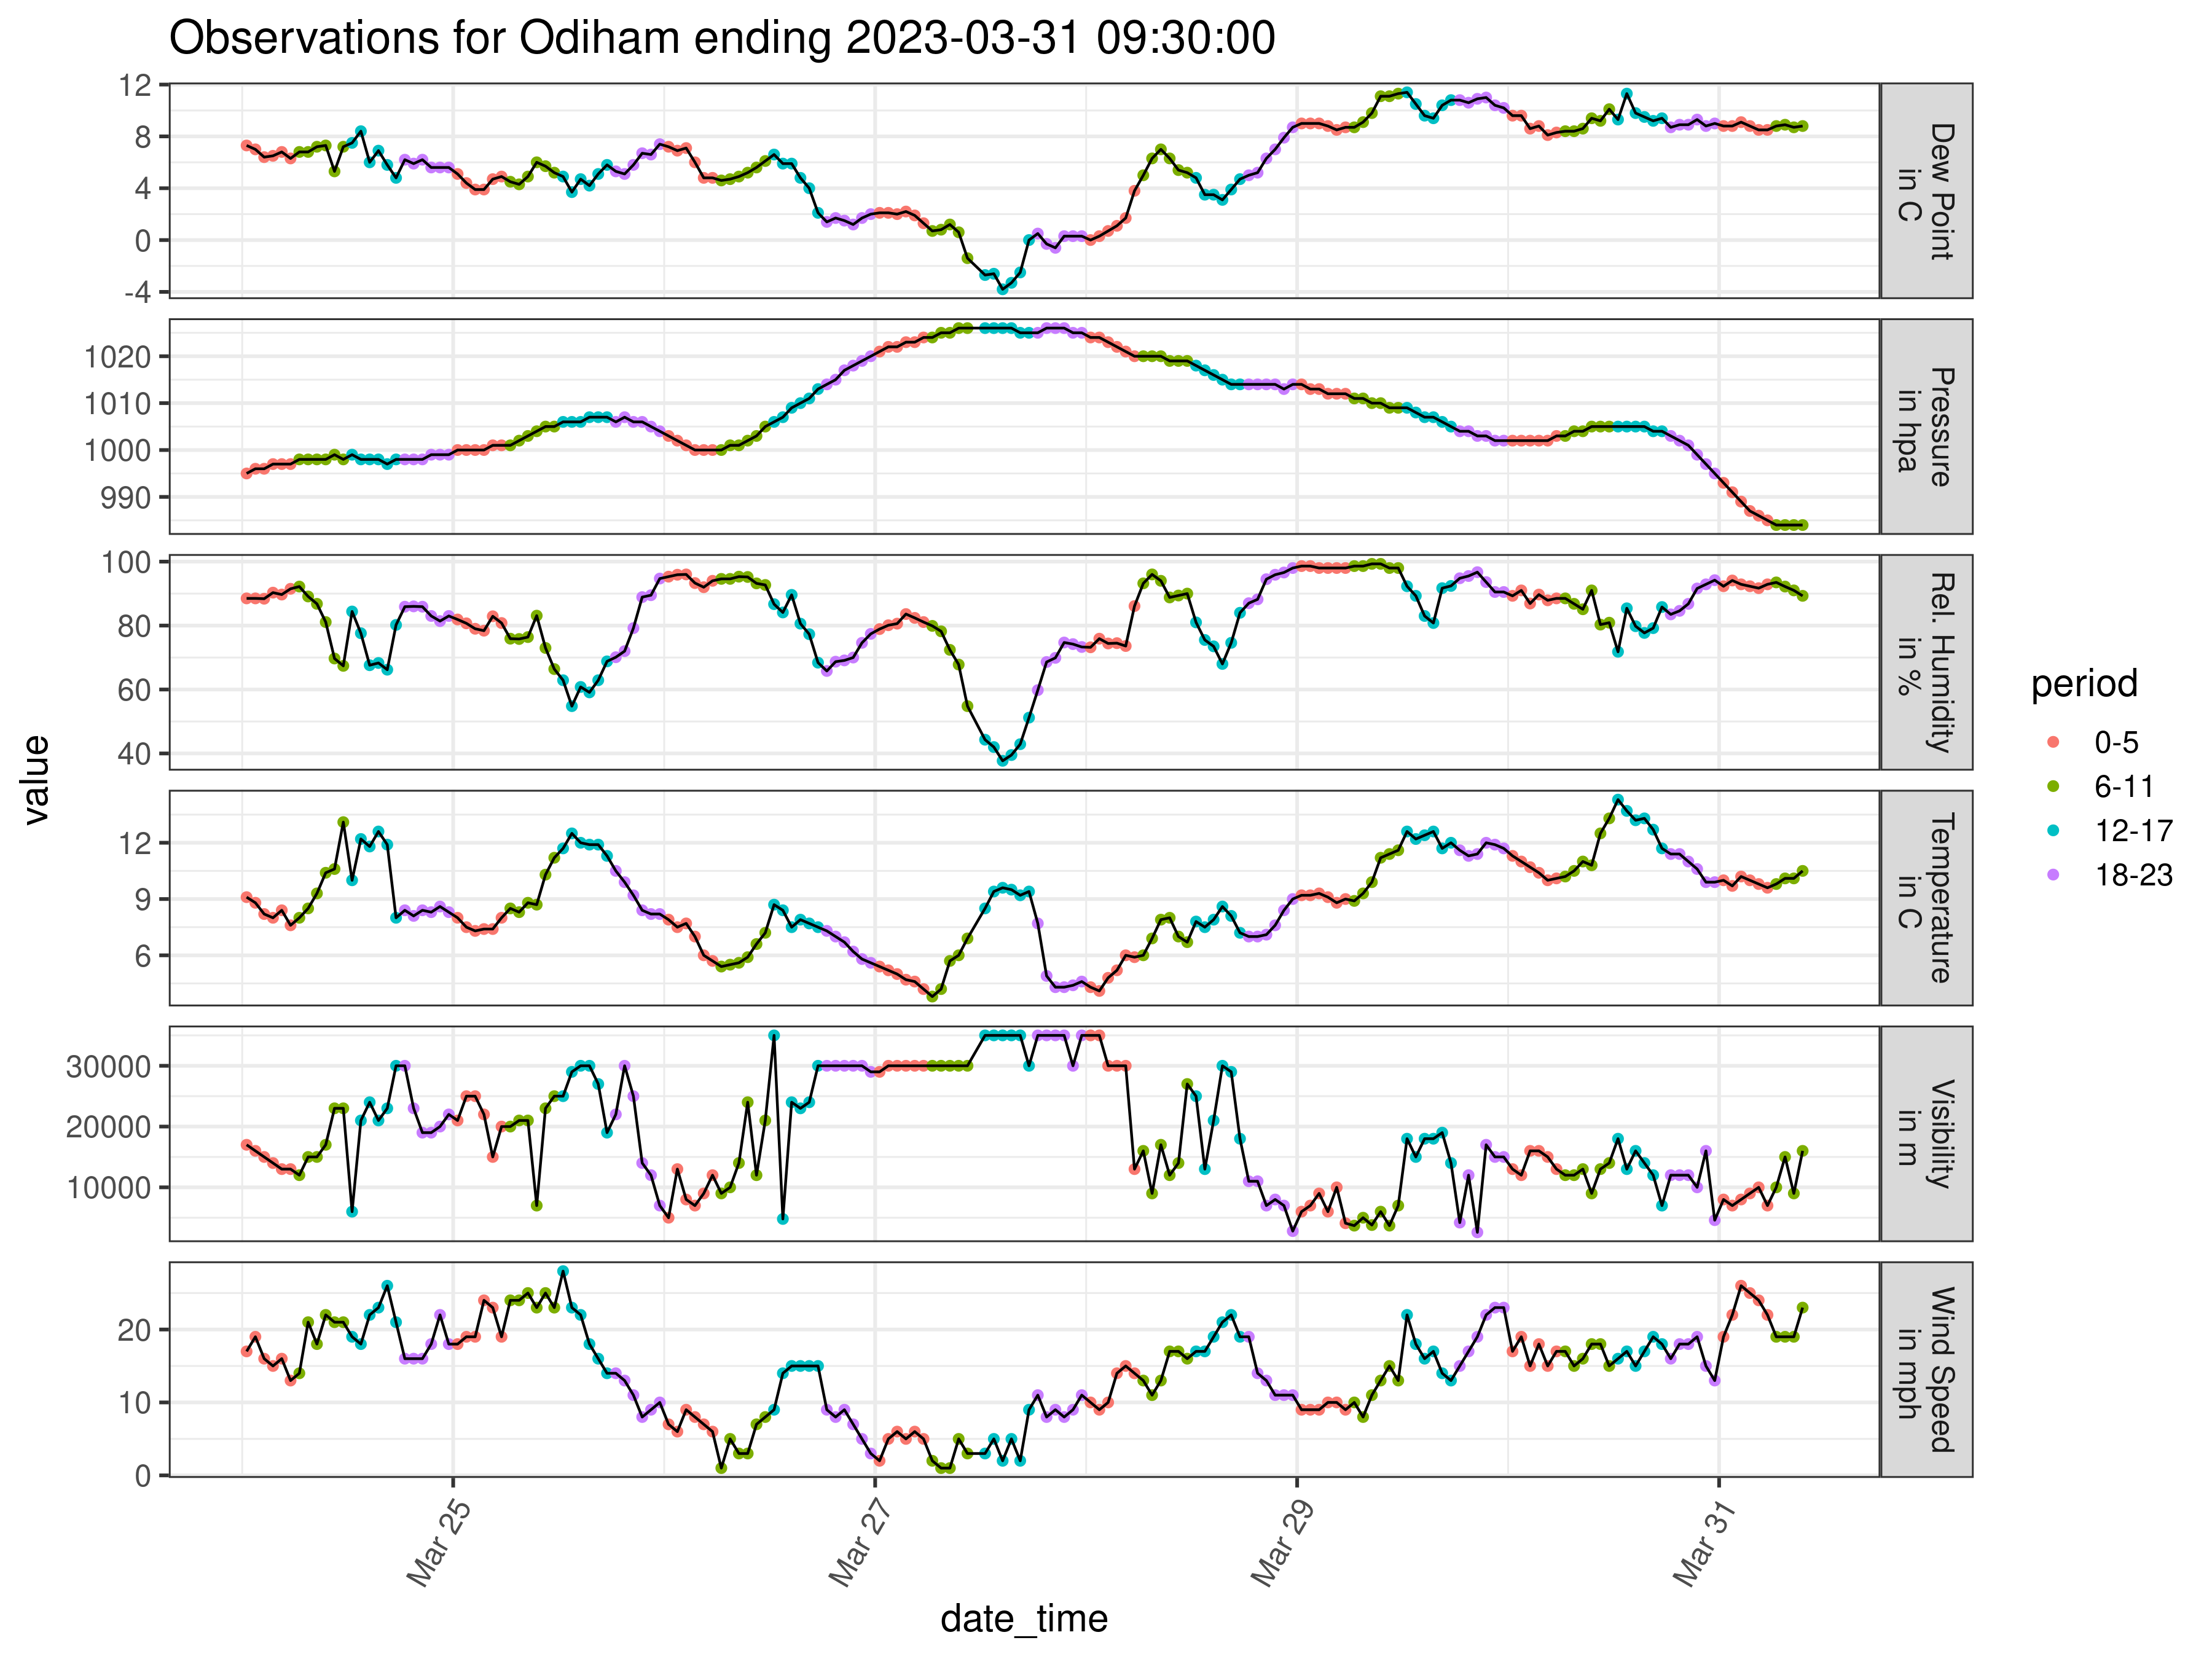 Observations for Odiham ending 2023-03-31 09:30:00
value
12
8
4
0
-4
Dew Point
in C
1020
1010
1000
990
Pressure
in hpa
100
80
60
40
Rel. Humidity
in %
12
9
6
Temperature
in C
30000
20000
10000
Visibility
in m
20
10
0
Wind Speed
in mph
Mar 25
Mar 27
Mar 29
Mar 31
date_time
period
0-5
6-11
12-17
18-23